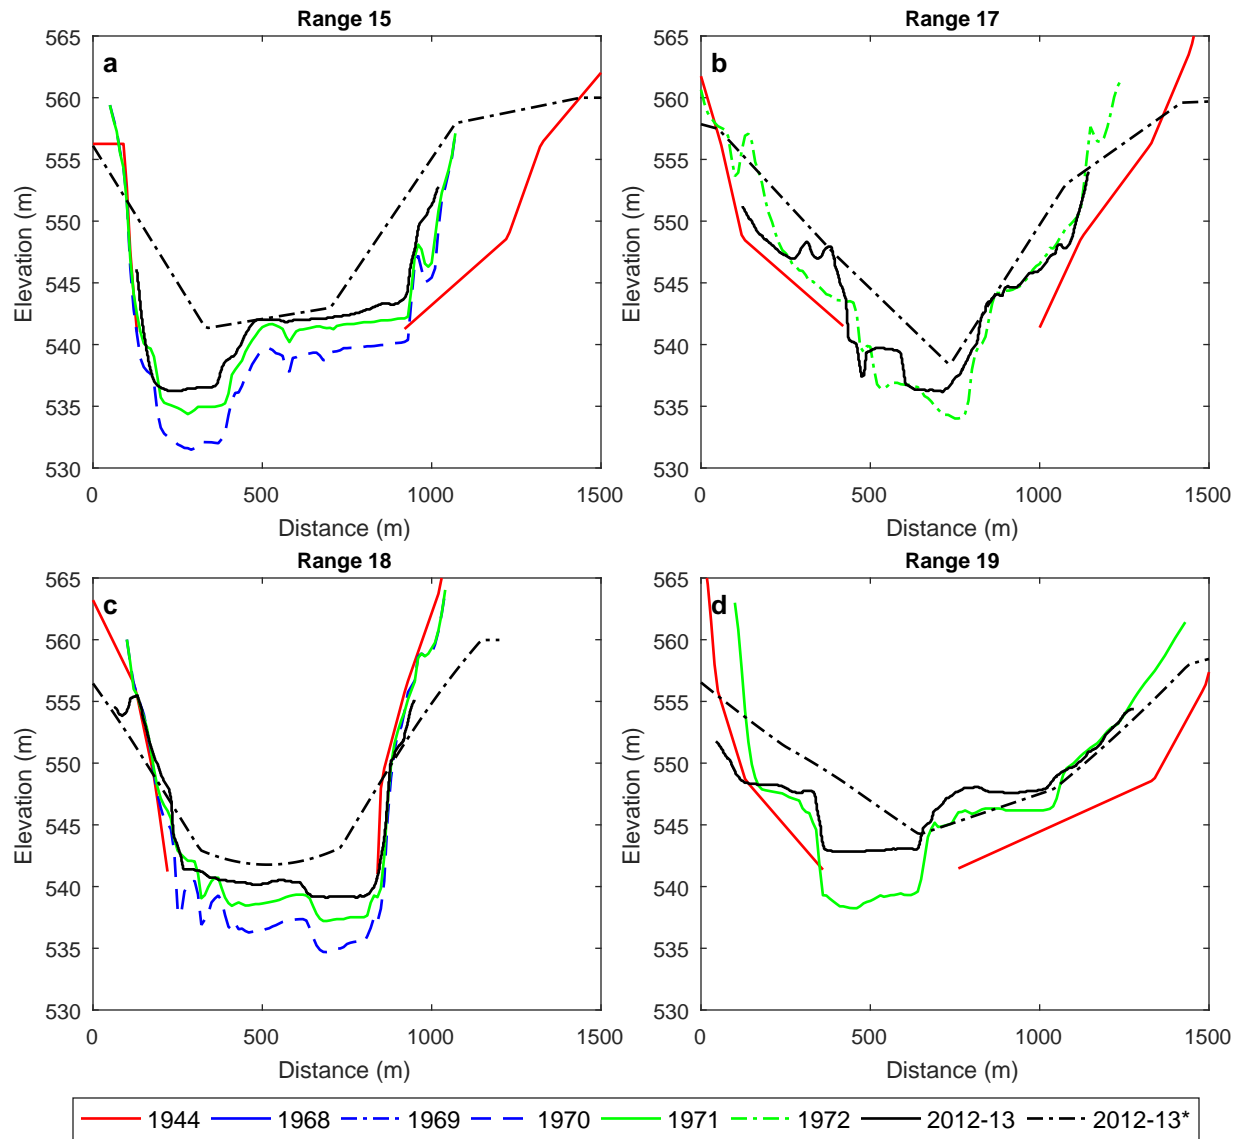 Range 15
a
565
560
555
550
545
540
535
530
Elevation (m)
0 500 1000 1500
Distance (m)
Range 17
b
565
560
555
550
545
540
535
530
Elevation (m)
0 500 1000 1500
Distance (m)
Range 18
c
565
560
555
550
545
540
535
530
Elevation (m)
0 500 1000 1500
Distance (m)
Range 19
d
565
560
555
550
545
540
535
530
Elevation (m)
0 500 1000 1500
Distance (m)
1944 1968 1969 1970 1971 1972 2012-13 2012-13*